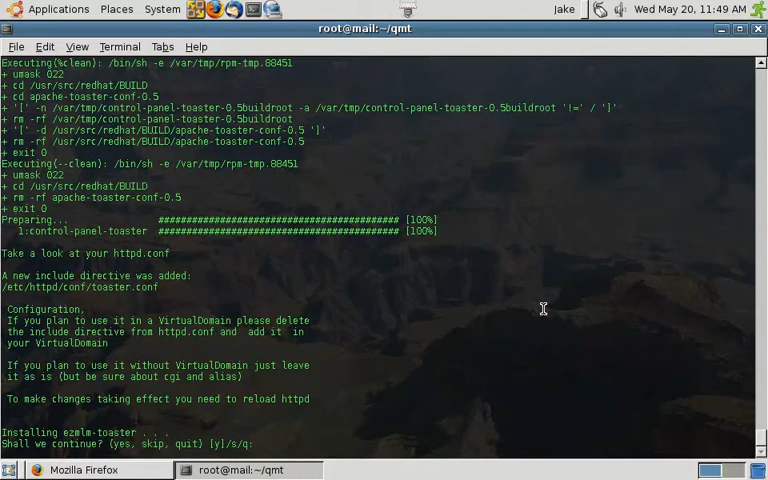 Applications Places System Jake Wed May 20, 11:49 AM
root@mail:~/qmt
File Edit View Terminal Tabs Help
Executing(%clean): /bin/sh -e /var/tmp/rpm-tmp.88451
+ umask 022
+ cd /usr/src/redhat/BUILD
+ cd apache-toaster-conf-0.5
+ '[' -n /var/tmp/control-panel-toaster-0.5buildroot -a /var/tmp/control-panel-toaster-0.5buildroot '!=' / ']'
+ rm -rf /var/tmp/control-panel-toaster-0.5buildroot
+ '[' -d /usr/src/redhat/BUILD/apache-toaster-conf-0.5 ']'
+ rm -rf /usr/src/redhat/BUILD/apache-toaster-conf-0.5
+ exit 0
Executing(--clean): /bin/sh -e /var/tmp/rpm-tmp.88451
+ umask 022
+ cd /usr/src/redhat/BUILD
+ rm -rf apache-toaster-conf-0.5
+ exit 0
Preparing... ########################################### [100%]
1:control-panel-toaster ########################################### [100%]
Take a look at your httpd.conf
A new include directive was added:
/etc/httpd/conf/toaster.conf
Configuration,
If you plan to use it in a VirtualDomain please delete
the include directive from httpd.conf and add it in
your VirtualDomain
If you plan to use it without VirtualDomain just leave
it as is (but be sure about cgi and alias)
To make changes taking effect you need to reload httpd
Installing ezmlm-toaster . . .
Shall we continue? (yes, skip, quit) [y]/s/q:
Mozilla Firefox root@mail:~/qmt